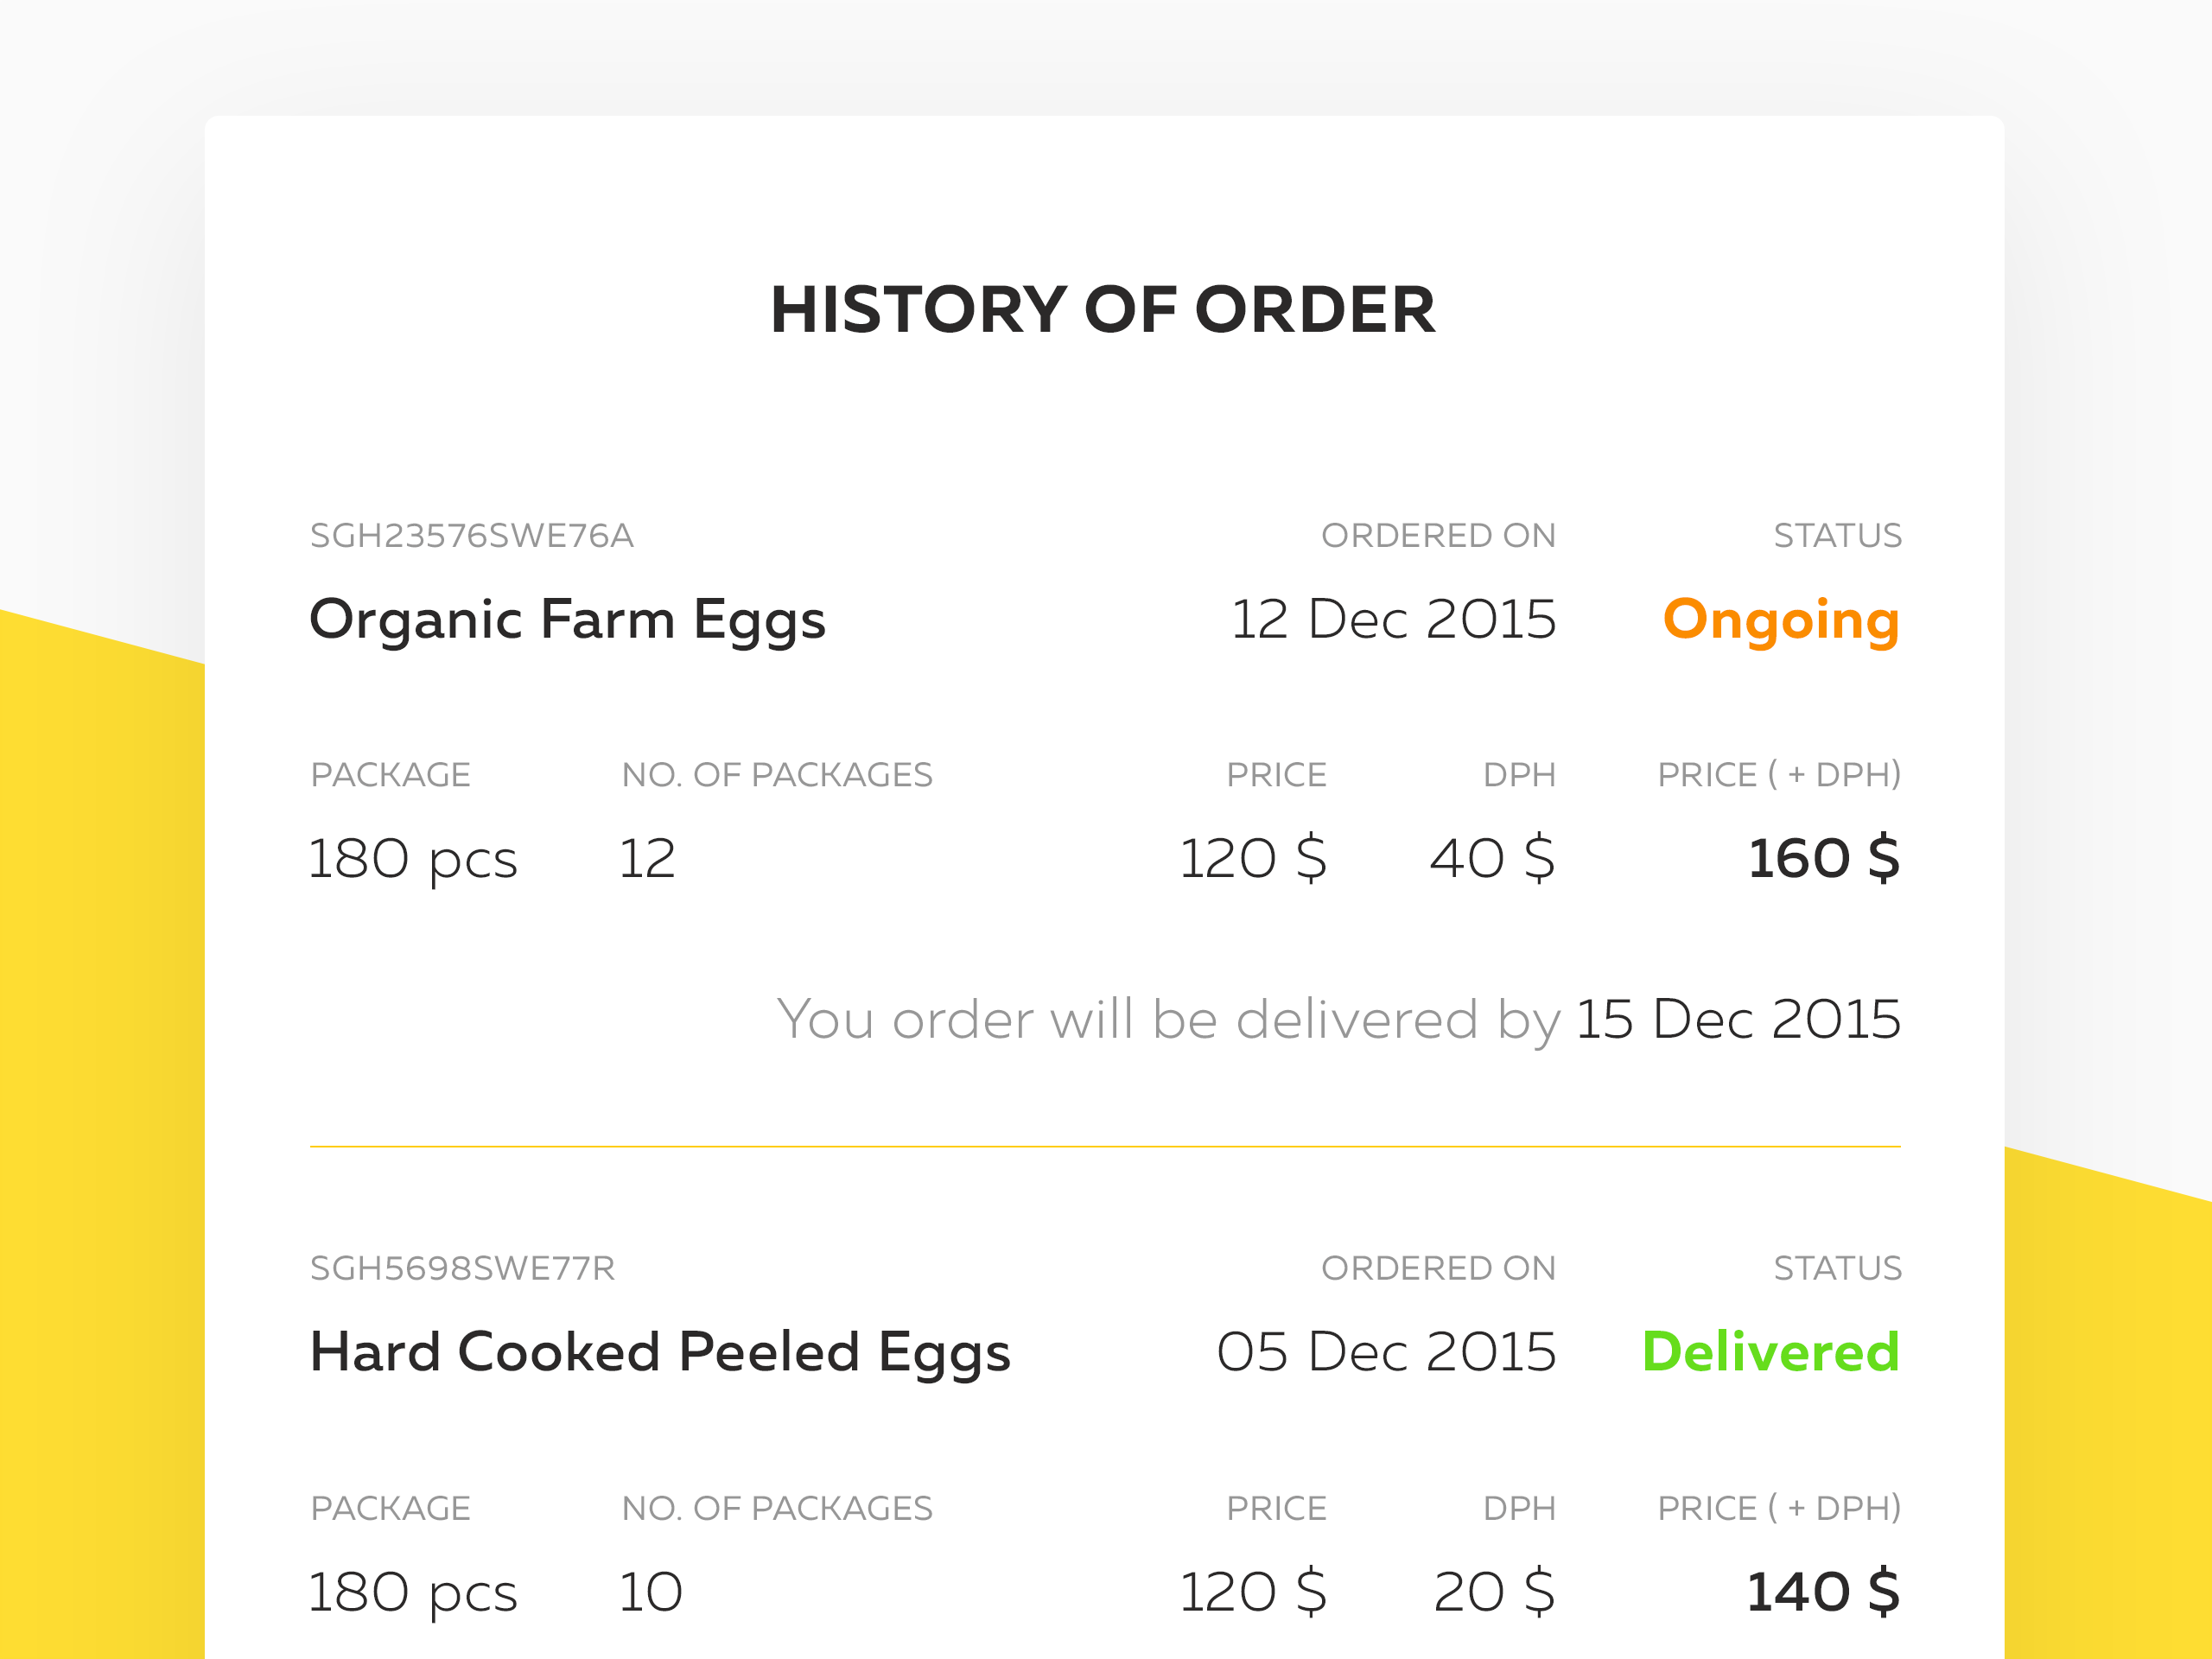 HISTORY OF ORDER
SGH23576SWE76A ORDERED ON STATUS
Organic Farm Eggs 12 Dec 2015 Ongoing
PACKAGE NO. OF PACKAGES PRICE DPH PRICE ( + DPH)
180 pcs 12 120 $ 40 $ 160 $
You order will be delivered by 15 Dec 2015
SGH5698SWE77R ORDERED ON STATUS
Hard Cooked Peeled Eggs 05 Dec 2015 Delivered
PACKAGE NO. OF PACKAGES PRICE DPH PRICE ( + DPH)
180 pcs 10 120 $ 20 $ 140 $